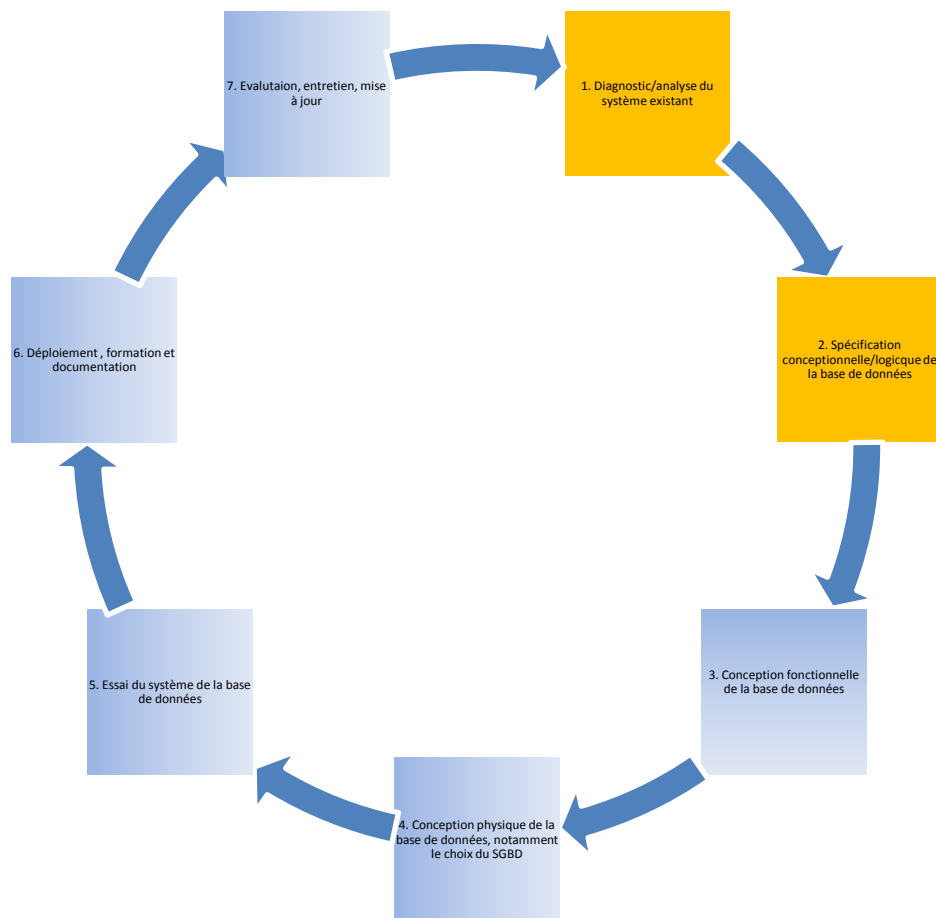 7. Evalutaion, entretien, mise
à jour
1. Diagnostic/analyse du
système existant
2. Spécification
conceptionnelle/logicque de
la base de données
3. Conception fonctionnelle
de la base de données
4. Conception physique de la
base de données, notamment
le choix du SGBD
5. Essai du système de la base
de données
6. Déploiement , formation et
documentation